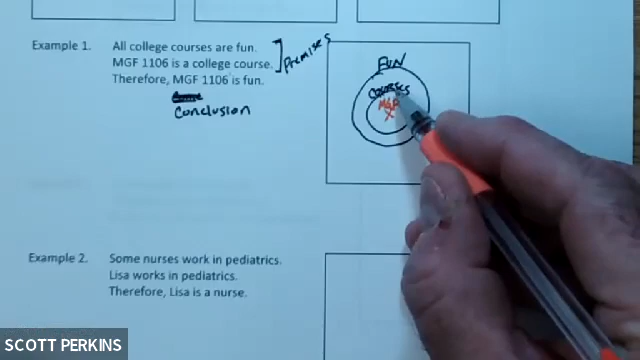 Example 1. All college courses are fun.
MGF 1106 is a college course.
Therefore, MGF 1106 is fun.
Premises
Conclusion
FUN
COURSES
MGF
X
Example 2. Some nurses work in pediatrics.
Lisa works in pediatrics.
Therefore, Lisa is a nurse.
SCOTT PERKINS